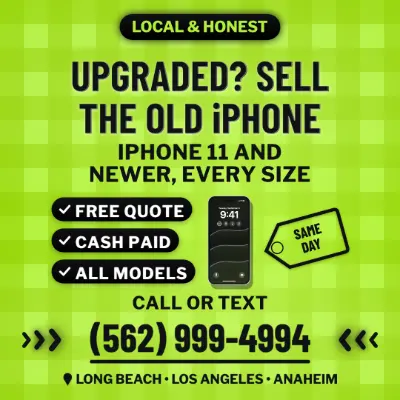 LOCAL & HONEST
UPGRADED? SELL
THE OLD iPHONE
IPHONE 11 AND
NEWER, EVERY SIZE
FREE QUOTE
CASH PAID
ALL MODELS
9:41
SAME
DAY
CALL OR TEXT
(562) 999-4994
LONG BEACH • LOS ANGELES • ANAHEIM